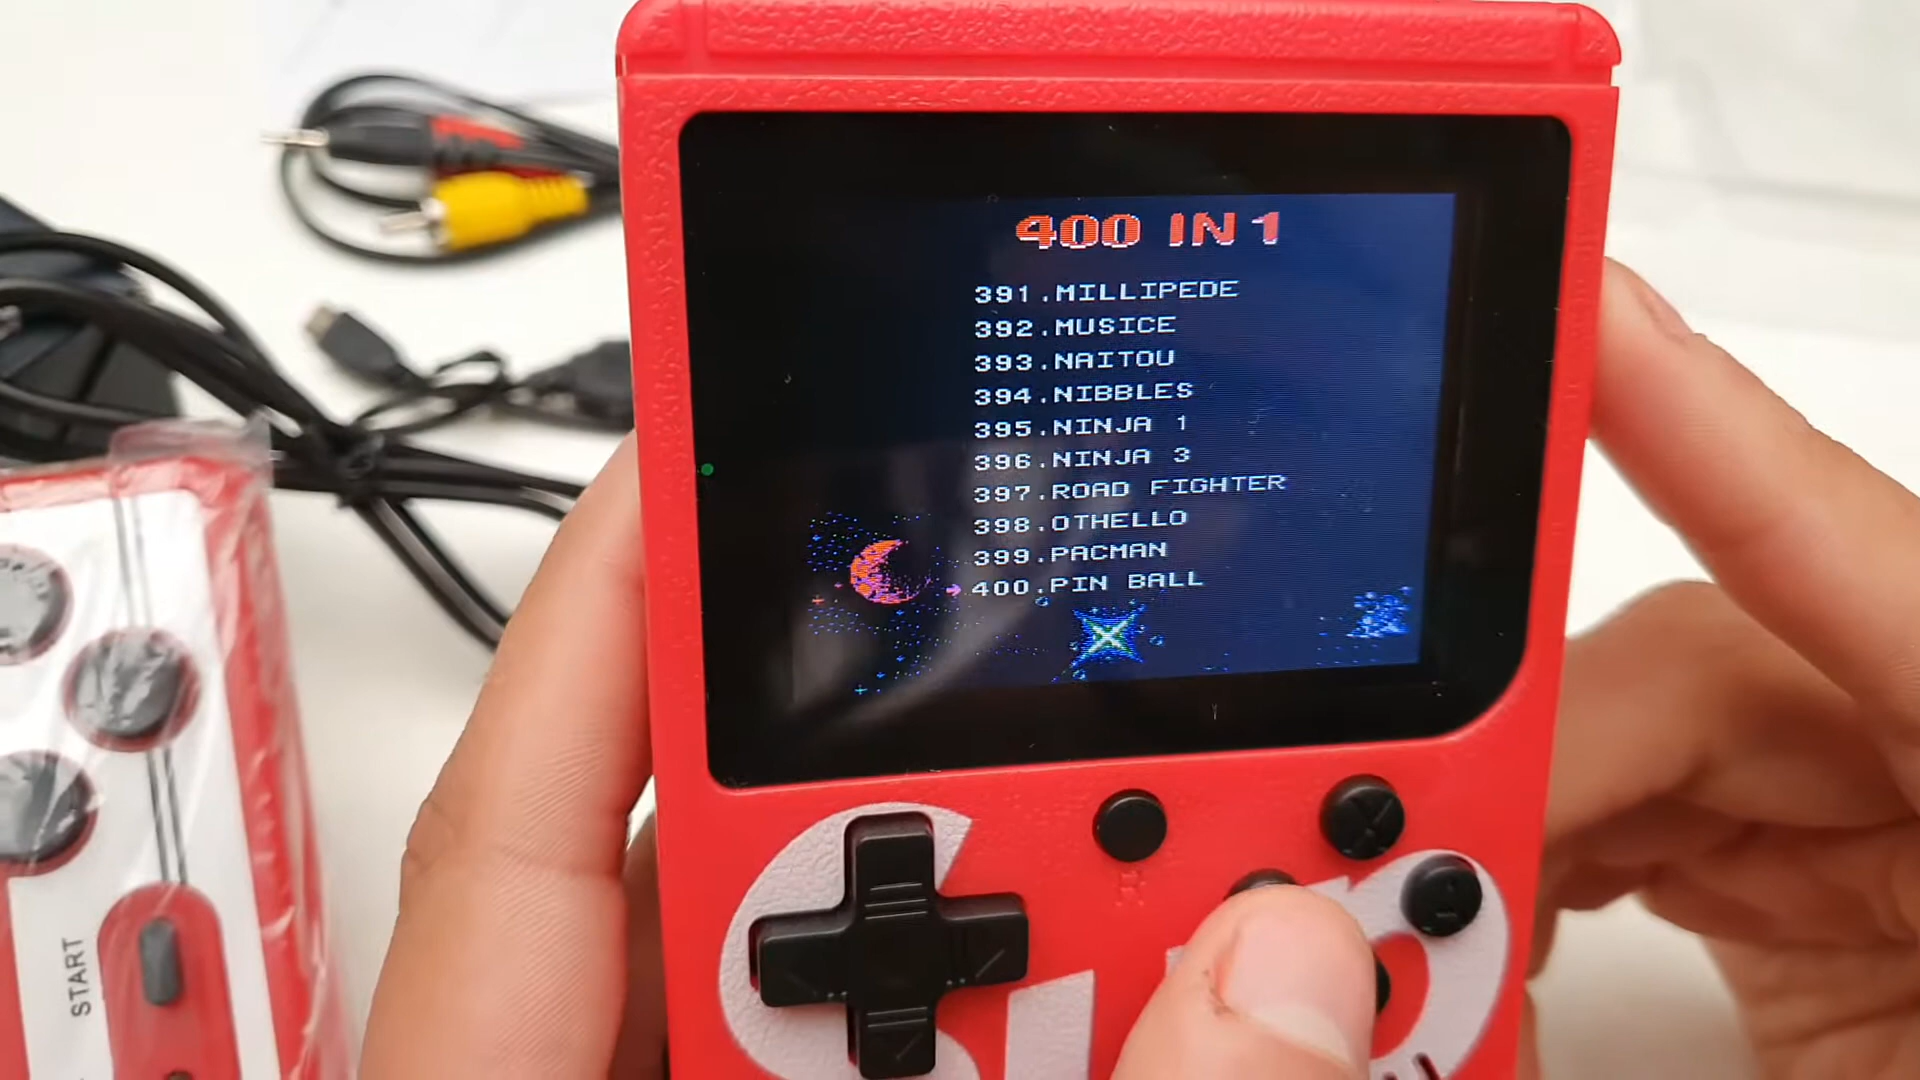 400 IN 1
391.MILLIPEDE
392.MUSICE
393.NAITOU
394.NIBBLES
395.NINJA 1
396.NINJA 3
397.ROAD FIGHTER
398.OTHELLO
399.PACMAN
400.PIN BALL
R
START